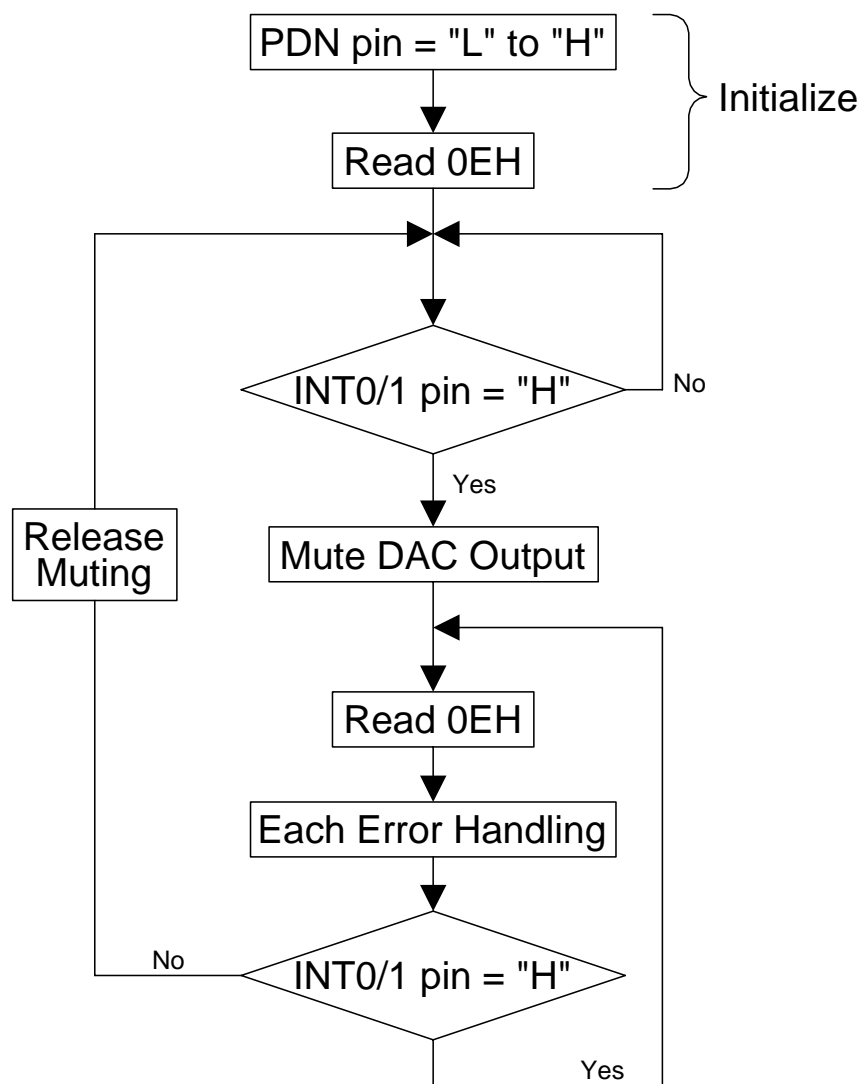 PDN pin = "L" to "H"
Initialize
Read 0EH
INT0/1 pin = "H"
No
Yes
Release
Muting
Mute DAC Output
Read 0EH
Each Error Handling
No
INT0/1 pin = "H"
Yes